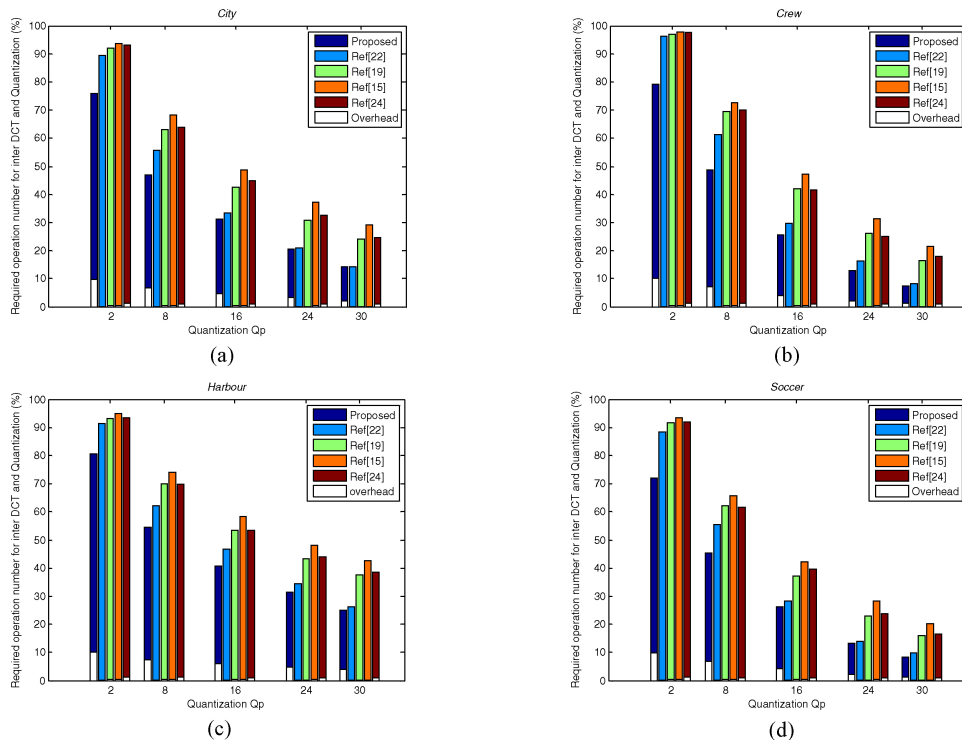 City
Required operation number for inter DCT and Quantization (%)
100
90
80
70
60
50
40
30
20
10
0
Proposed
Ref[22]
Ref[19]
Ref[15]
Ref[24]
Overhead
2 8 16 24 30
Quantization Qp
(a)
Crew
Required operation number for inter DCT and Quantization (%)
100
90
80
70
60
50
40
30
20
10
0
Proposed
Ref[22]
Ref[19]
Ref[15]
Ref[24]
Overhead
2 8 16 24 30
Quantization Qp
(b)
Harbour
Required operation number for inter DCT and Quantization (%)
100
90
80
70
60
50
40
30
20
10
0
Proposed
Ref[22]
Ref[19]
Ref[15]
Ref[24]
overhead
2 8 16 24 30
Quantization Qp
(c)
Soccer
Required operation number for inter DCT and Quantization (%)
100
90
80
70
60
50
40
30
20
10
0
Proposed
Ref[22]
Ref[19]
Ref[15]
Ref[24]
Overhead
2 8 16 24 30
Quantization Qp
(d)